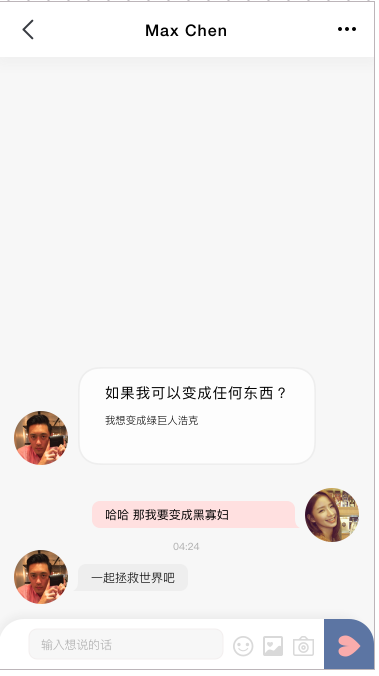 Max Chen
如果我可以变成任何东西？
我想变成绿巨人浩克
哈哈 那我要变成黑寡妇
04:24
一起拯救世界吧
输入想说的话